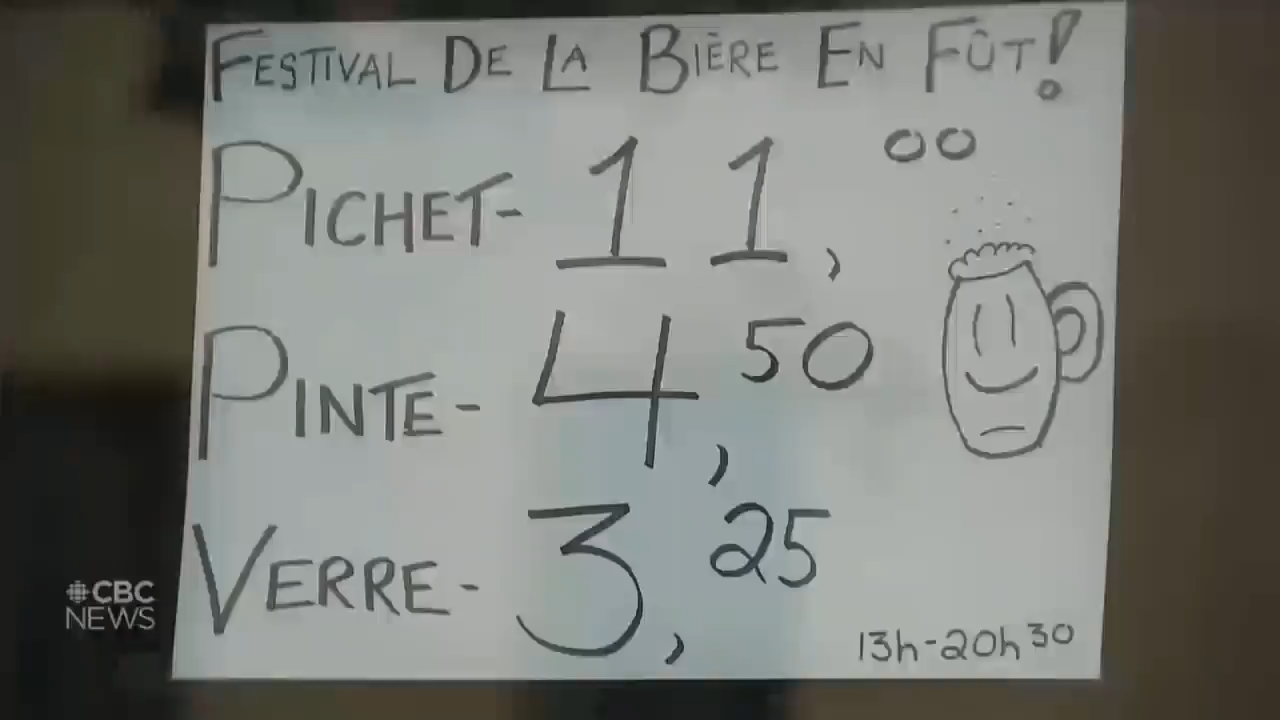 FESTIVAL DE LA BIÈRE EN FÛT!
PICHET- 11,00
PINTE- 4,50
VERRE- 3,25
13h-20h30
CBC
NEWS